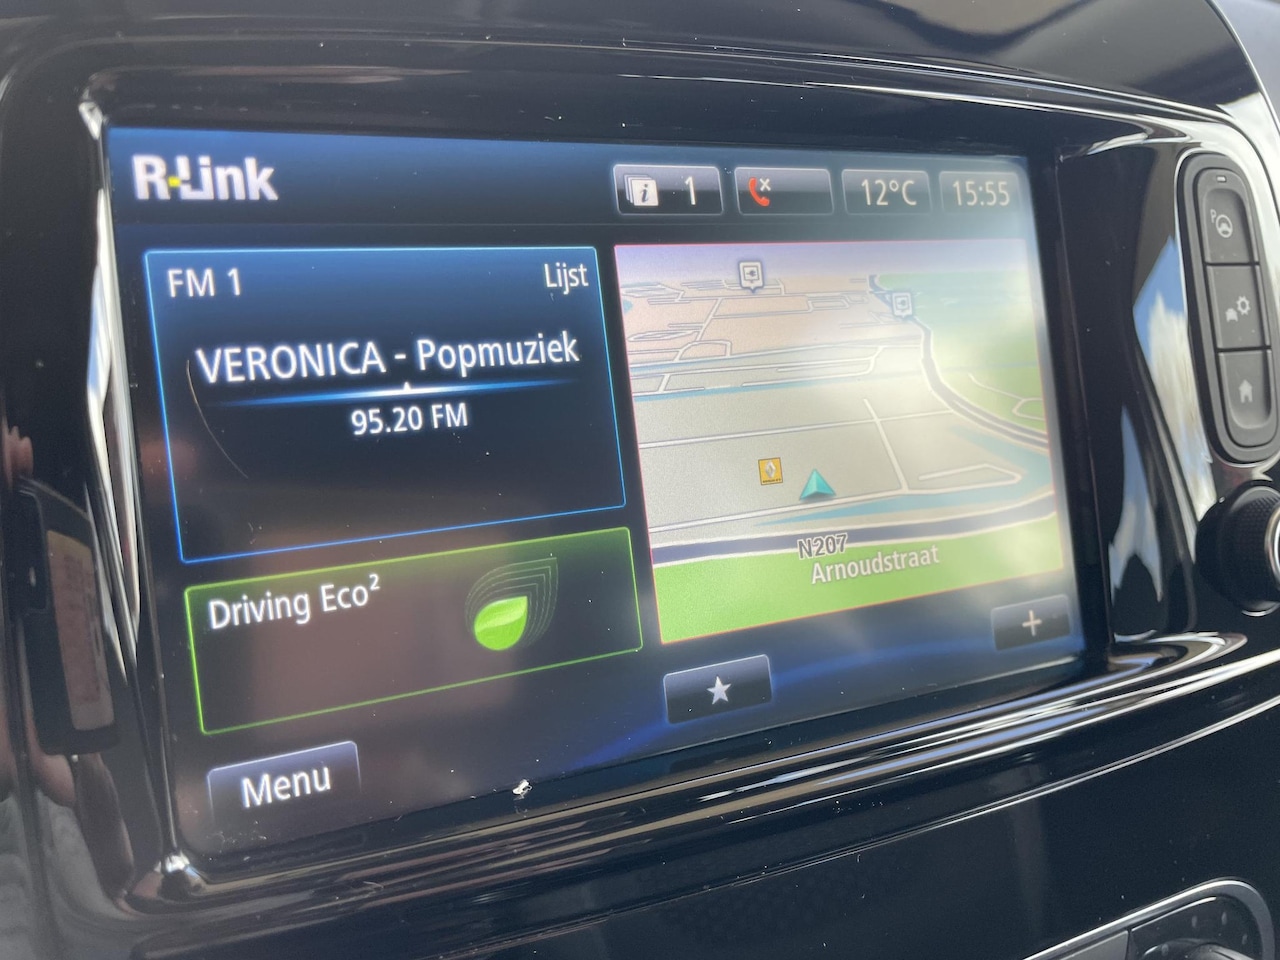 R-Link
1
12°C
15:55
FM 1
Lijst
VERONICA - Popmuziek
95.20 FM
Driving Eco²
N207
Arnoudstraat
+
Menu
P